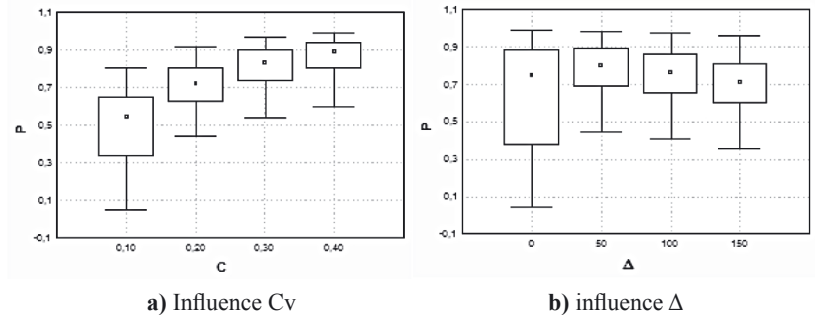 1,1
0,9
0,7
0,5
0,3
0,1
-0,1
P
0,10 0,20 0,30 0,40
C
1,1
0,9
0,7
0,5
0,3
0,1
-0,1
P
0 50 100 150
Δ
a) Influence Cv
b) influence Δ